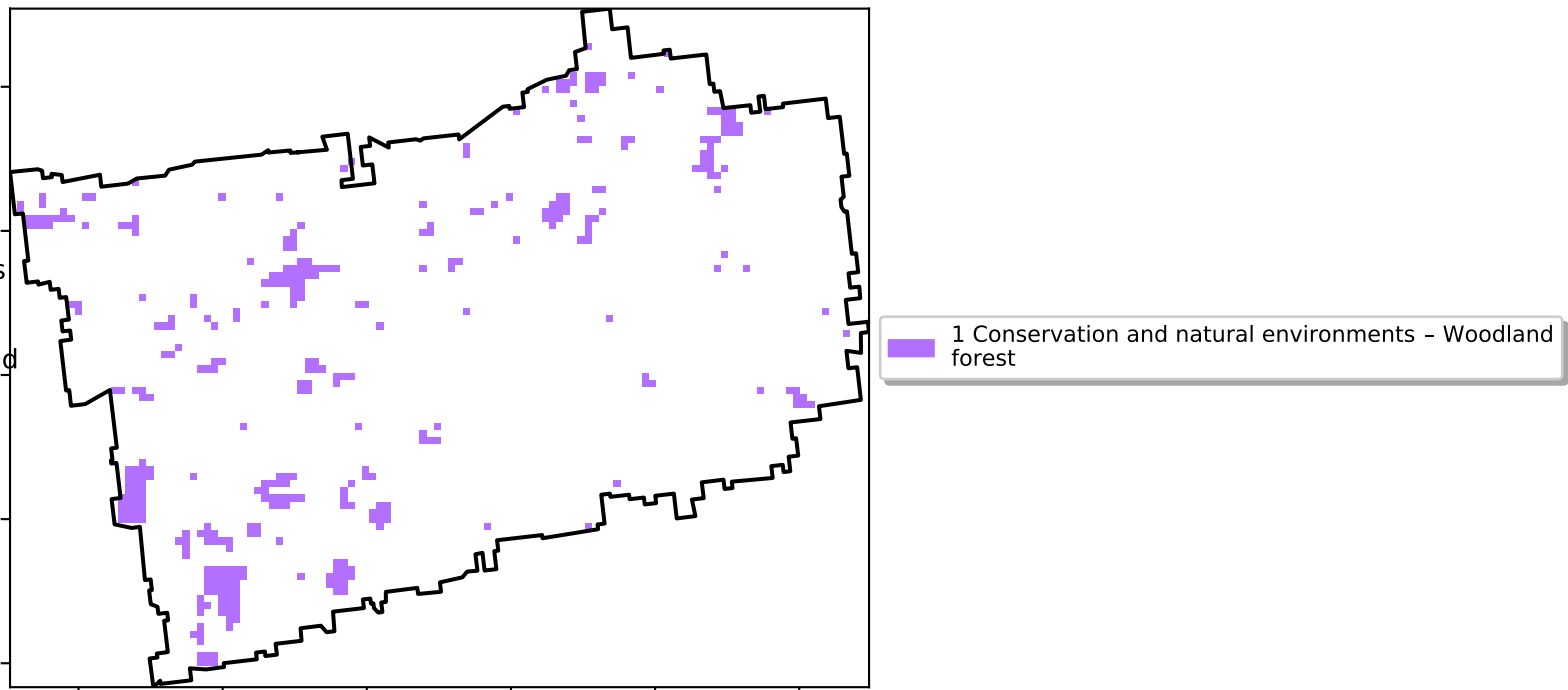 s
d
1 Conservation and natural environments – Woodland
forest